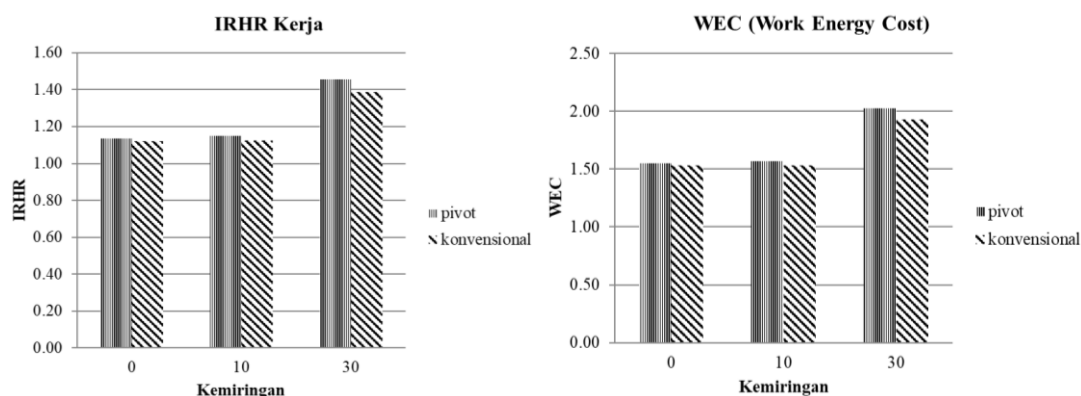 IRHR Kerja
1.60
1.40
1.20
1.00
0.80
0.60
0.40
0.20
0.00
IRHR
0
10
30
Kemiringan
pivot
konvensional
WEC (Work Energy Cost)
2.50
2.00
1.50
1.00
0.50
0.00
WEC
0
10
30
Kemiringan
pivot
konvensional